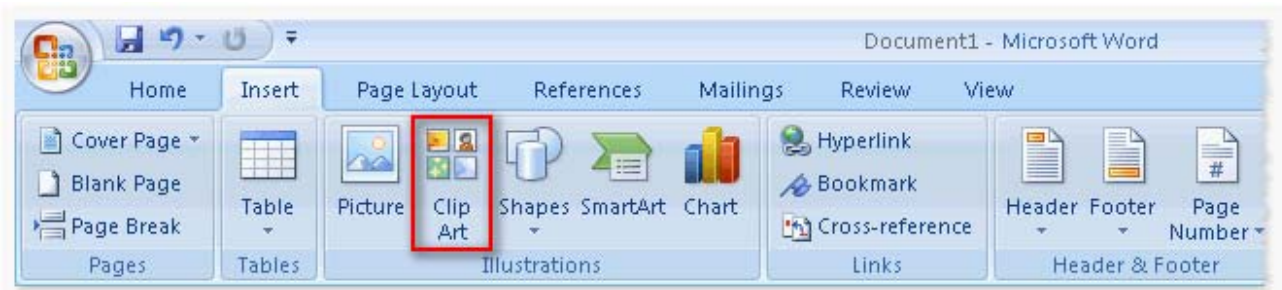 Document1 - Microsoft Word
Home Insert Page Layout References Mailings Review View
Cover Page
Blank Page
Page Break
Pages
Table
Tables
Picture
Clip
Art
Shapes
SmartArt
Chart
Illustrations
Hyperlink
Bookmark
Cross-reference
Links
Header
Footer
#
Page
Number
Header & Footer